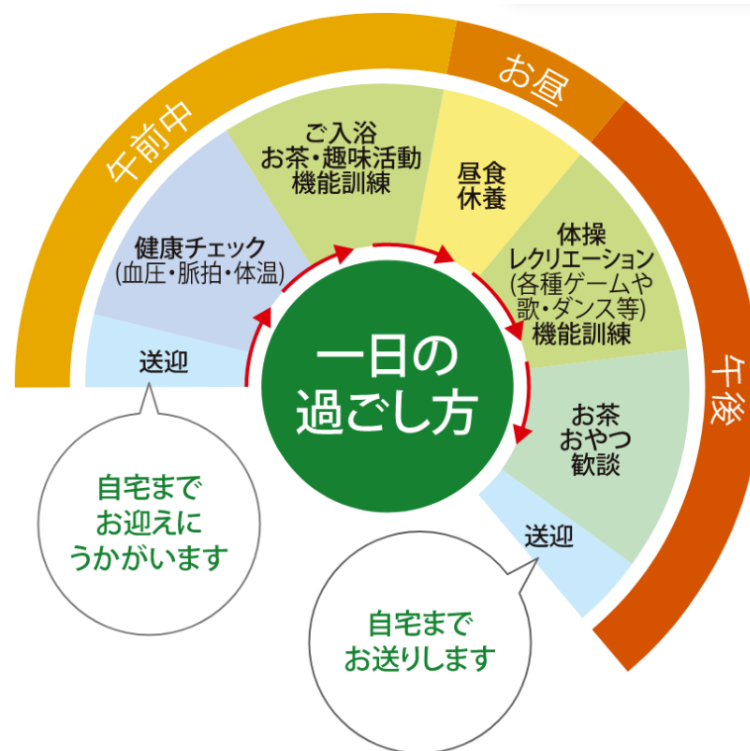 一日の
過ごし方
午前中
送迎
自宅まで
お迎えに
うかがいます
健康チェック
(血圧・脈拍・体温)
ご入浴
お茶・趣味活動
機能訓練
お昼
昼食
休養
午後
体操
レクリエーション
(各種ゲームや
歌・ダンス等)
機能訓練
お茶
おやつ
歓談
送迎
自宅まで
お送りします